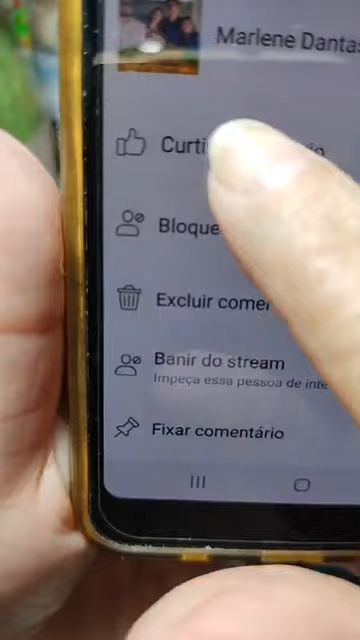 Marlene Dantas
Curti
Bloque
Excluir comen
Banir do stream
Impeça essa pessoa de inte
Fixar comentário